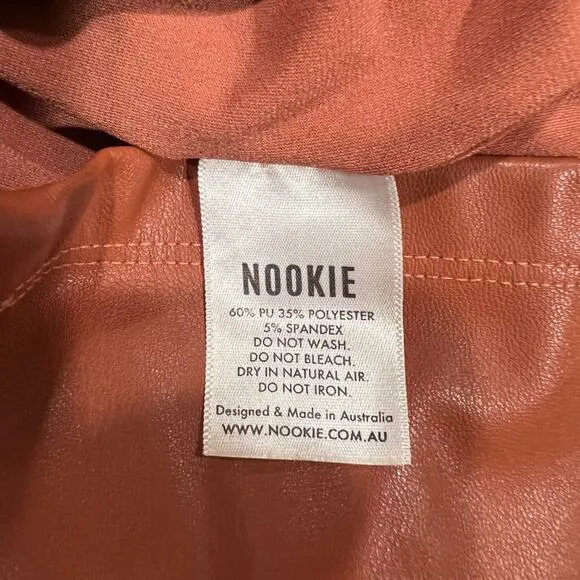 NOOKIE
60% PU 35% POLYESTER
5% SPANDEX
DO NOT WASH.
DO NOT BLEACH.
DRY IN NATURAL AIR.
DO NOT IRON.
Designed & Made in Australia
WWW.NOOKIE.COM.AU